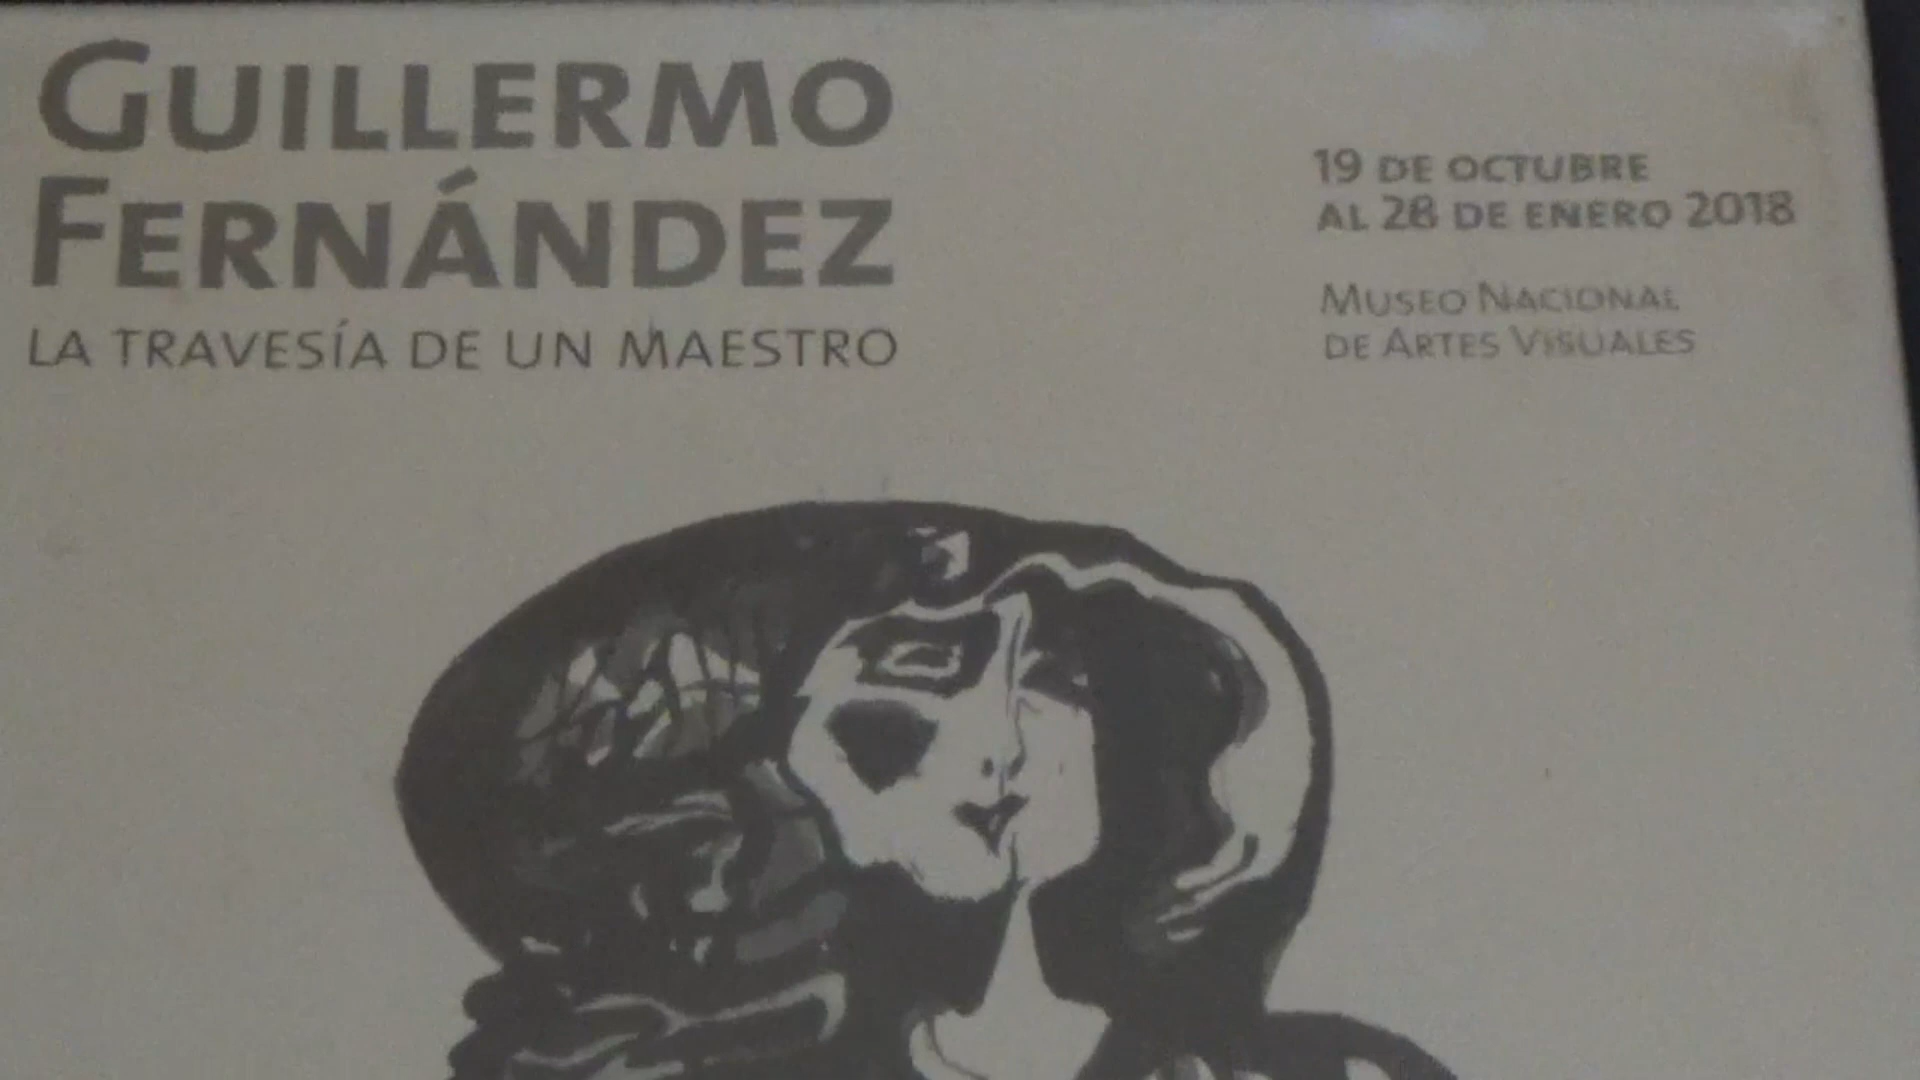 GUILLERMO
FERNÁNDEZ
LA TRAVESÍA DE UN MAESTRO
19 DE OCTUBRE
AL 28 DE ENERO 2018
MUSEO NACIONAL
DE ARTES VISUALES